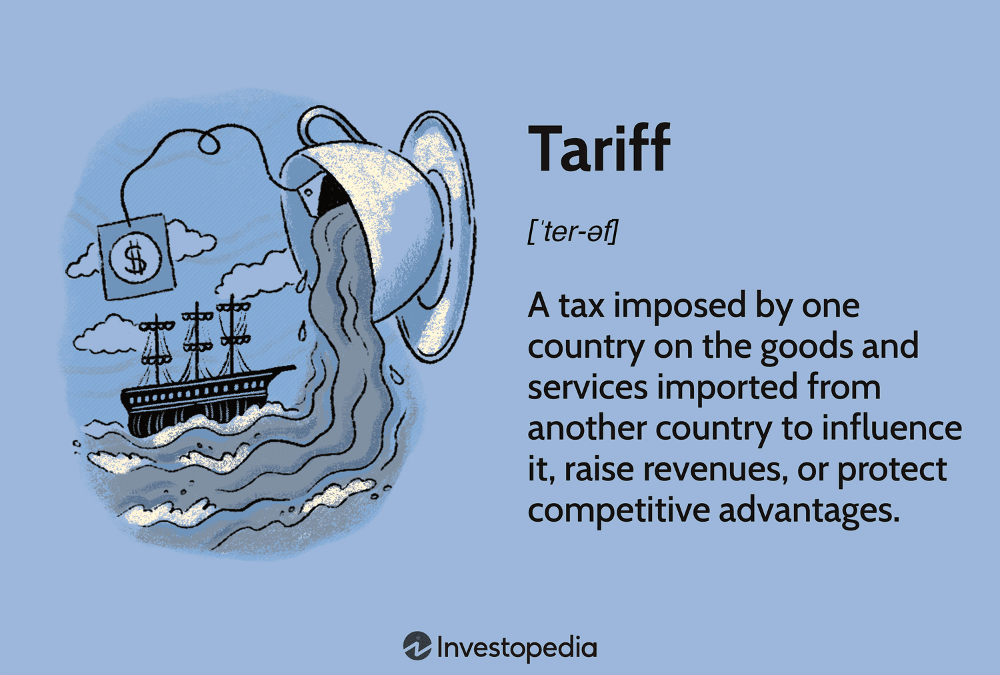 $
Tariff
[ˈter-əf]
A tax imposed by one
country on the goods and
services imported from
another country to influence
it, raise revenues, or protect
competitive advantages.
Investopedia